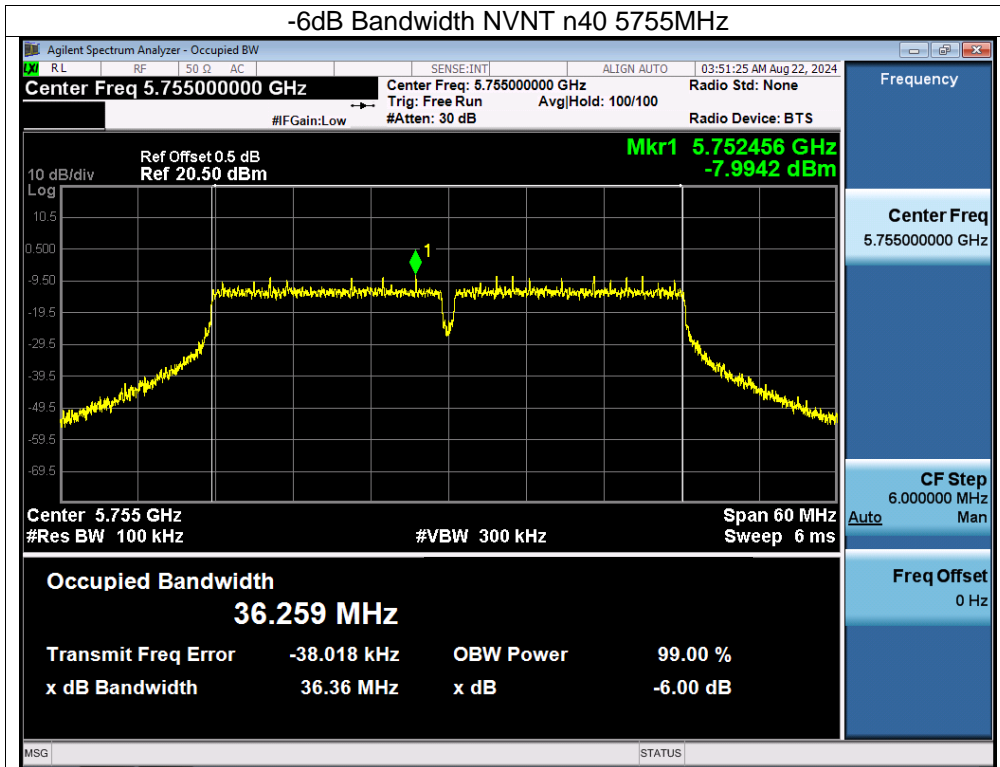 -6dB Bandwidth NVNT n40 5755MHz
Agilent Spectrum Analyzer - Occupied BW
LXI RL RF 50 Ω AC SENSE:INT ALIGN AUTO 03:51:25 AM Aug 22, 2024
Center Freq 5.755000000 GHz
Center Freq: 5.755000000 GHz Radio Std: None
Trig: Free Run Avg|Hold: 100/100
#IFGain:Low #Atten: 30 dB Radio Device: BTS
Frequency
Mkr1 5.752456 GHz
-7.9942 dBm
Ref Offset 0.5 dB
10 dB/div Ref 20.50 dBm
Log
10.5
0.500
-9.50
-19.5
-29.5
-39.5
-49.5
-59.5
-69.5
1
Center 5.755 GHz Span 60 MHz
#Res BW 100 kHz #VBW 300 kHz Sweep 6 ms
Center Freq
5.755000000 GHz
CF Step
6.000000 MHz
Auto Man
Freq Offset
0 Hz
Occupied Bandwidth
36.259 MHz
Transmit Freq Error -38.018 kHz OBW Power 99.00 %
x dB Bandwidth 36.36 MHz x dB -6.00 dB
MSG STATUS